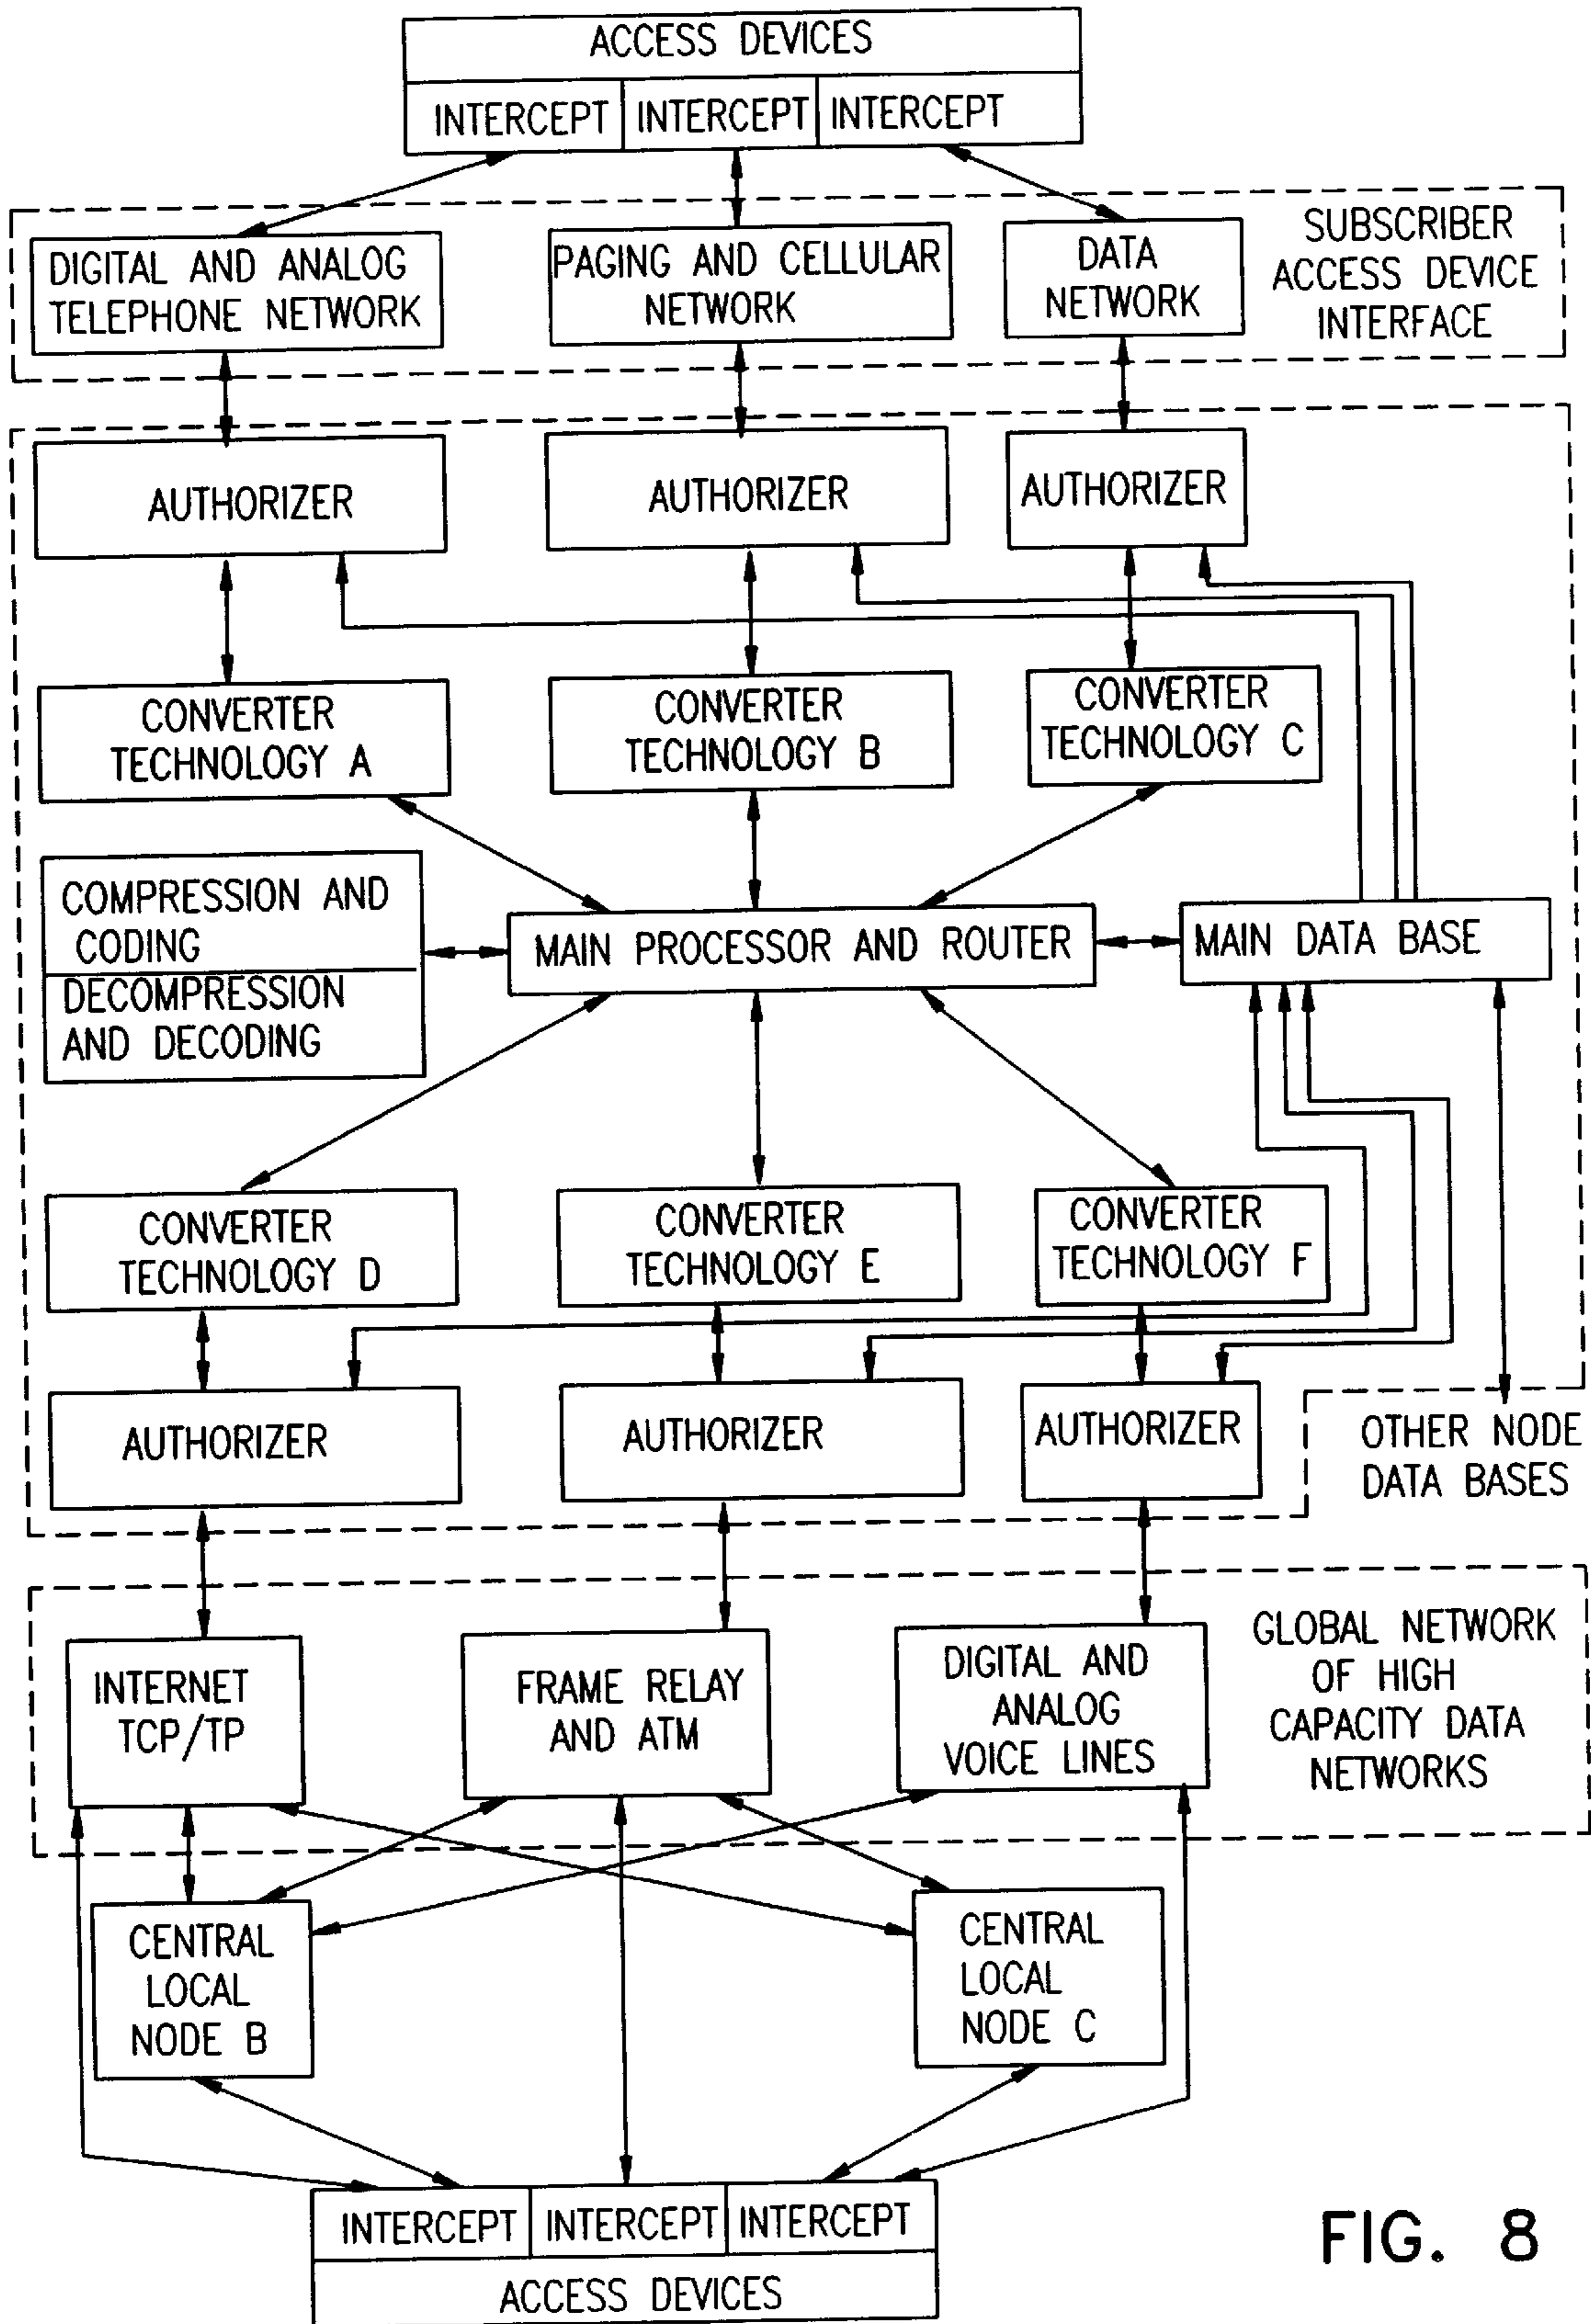 ACCESS DEVICES
INTERCEPT INTERCEPT INTERCEPT
DIGITAL AND ANALOG
TELEPHONE NETWORK
PAGING AND CELLULAR
NETWORK
DATA
NETWORK
SUBSCRIBER
ACCESS DEVICE
INTERFACE
AUTHORIZER
AUTHORIZER
AUTHORIZER
CONVERTER
TECHNOLOGY A
CONVERTER
TECHNOLOGY B
CONVERTER
TECHNOLOGY C
COMPRESSION AND
CODING
DECOMPRESSION
AND DECODING
MAIN PROCESSOR AND ROUTER
MAIN DATA BASE
CONVERTER
TECHNOLOGY D
CONVERTER
TECHNOLOGY E
CONVERTER
TECHNOLOGY F
AUTHORIZER
AUTHORIZER
AUTHORIZER
OTHER NODE
DATA BASES
INTERNET
TCP/TP
FRAME RELAY
AND ATM
DIGITAL AND
ANALOG
VOICE LINES
GLOBAL NETWORK
OF HIGH
CAPACITY DATA
NETWORKS
CENTRAL
LOCAL
NODE B
CENTRAL
LOCAL
NODE C
INTERCEPT INTERCEPT INTERCEPT
ACCESS DEVICES
FIG. 8